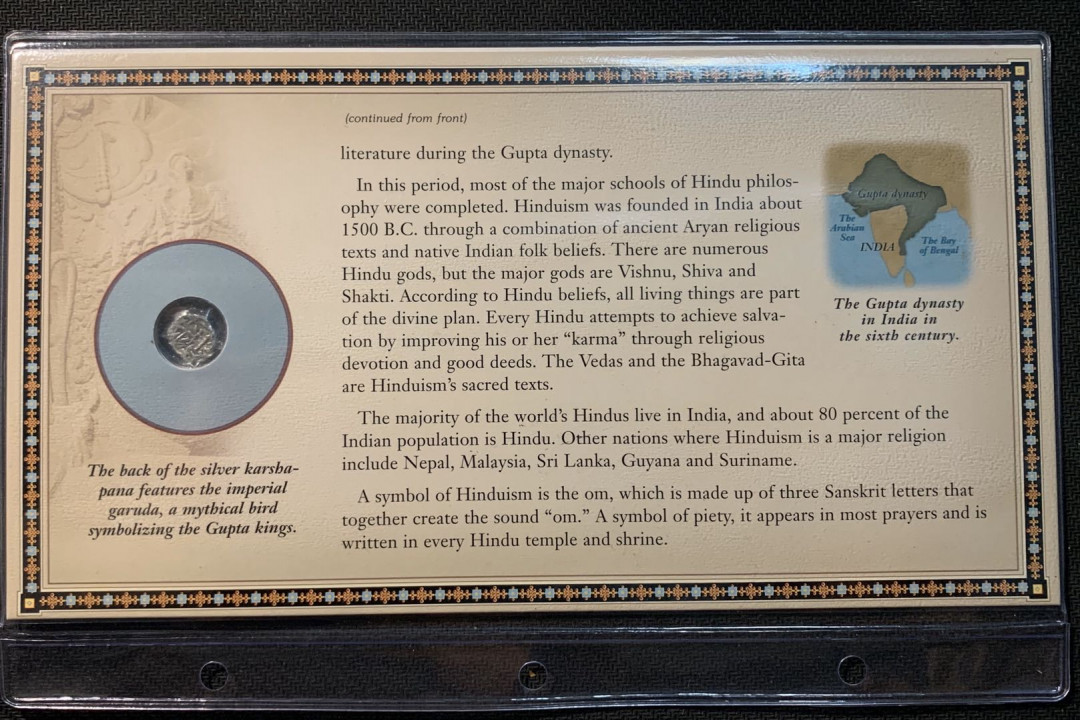 (continued from front)
literature during the Gupta dynasty.
In this period, most of the major schools of Hindu philos-
ophy were completed. Hinduism was founded in India about
1500 B.C. through a combination of ancient Aryan religious
texts and native Indian folk beliefs. There are numerous
Hindu gods, but the major gods are Vishnu, Shiva and
Shakti. According to Hindu beliefs, all living things are part
of the divine plan. Every Hindu attempts to achieve salva-
tion by improving his or her “karma” through religious
devotion and good deeds. The Vedas and the Bhagavad-Gita
are Hinduism’s sacred texts.
The majority of the world’s Hindus live in India, and about 80 percent of the
Indian population is Hindu. Other nations where Hinduism is a major religion
include Nepal, Malaysia, Sri Lanka, Guyana and Suriname.
A symbol of Hinduism is the om, which is made up of three Sanskrit letters that
together create the sound “om.” A symbol of piety, it appears in most prayers and is
written in every Hindu temple and shrine.
The back of the silver karsha-
pana features the imperial
garuda, a mythical bird
symbolizing the Gupta kings.
Gupta dynasty
The
Arabian
Sea
INDIA
The Bay
of Bengal
The Gupta dynasty
in India in
the sixth century.